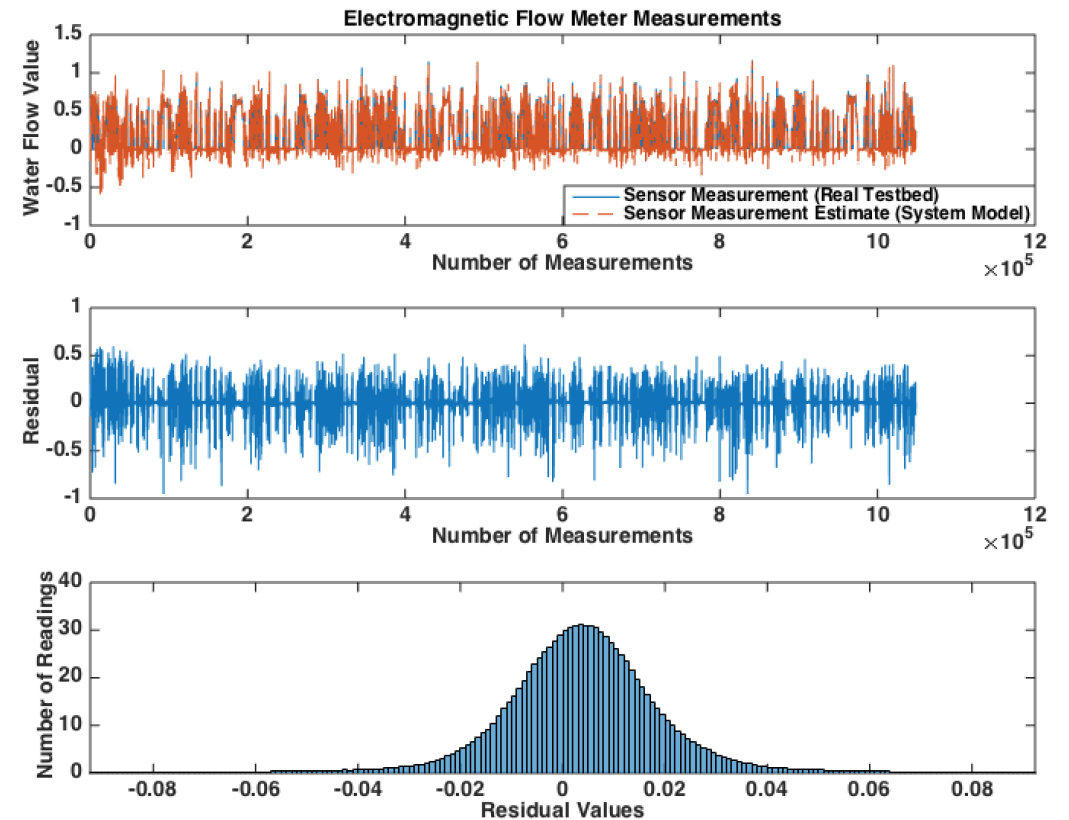 Electromagnetic Flow Meter Measurements
Water Flow Value
1.5
1
0.5
0
-0.5
-1
Sensor Measurement (Real Testbed)
Sensor Measurement Estimate (System Model)
0 2 4 6 8 10 12
Number of Measurements
×10^5
Residual
1
0.5
0
-0.5
-1
0 2 4 6 8 10 12
Number of Measurements
×10^5
Number of Readings
40
30
20
10
0
-0.08 -0.06 -0.04 -0.02 0 0.02 0.04 0.06 0.08
Residual Values